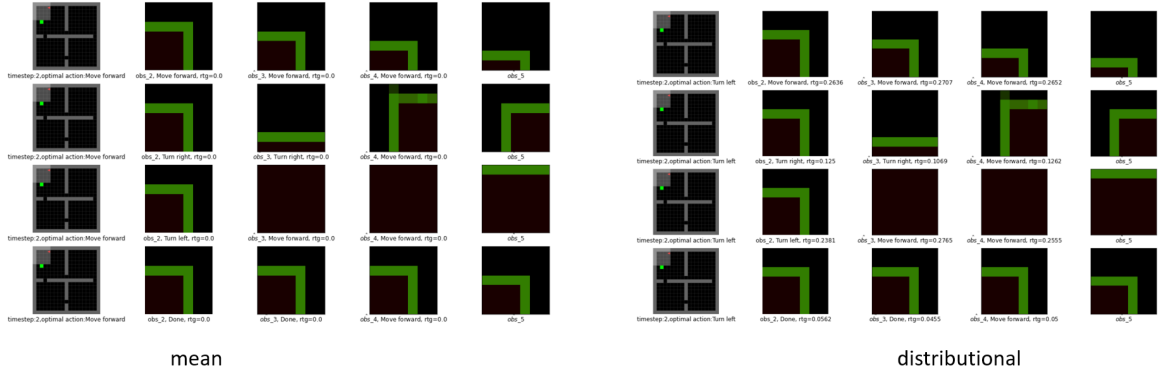 timestep:2,optimal action:Move forward obs_2, Move forward, rtg=0.0 obs_3, Move forward, rtg=0.0 obs_4, Move forward, rtg=0.0 obs_5
timestep:2,optimal action:Move forward obs_2, Turn right, rtg=0.0 obs_3, Turn right, rtg=0.0 obs_4, Move forward, rtg=0.0 obs_5
timestep:2,optimal action:Move forward obs_2, Turn left, rtg=0.0 obs_3, Move forward, rtg=0.0 obs_4, Move forward, rtg=0.0 obs_5
timestep:2,optimal action:Move forward obs_2, Done, rtg=0.0 obs_3, Done, rtg=0.0 obs_4, Move forward, rtg=0.0 obs_5
mean
timestep:2,optimal action:Turn left obs_2, Move forward, rtg=0.2636 obs_3, Move forward, rtg=0.2707 obs_4, Move forward, rtg=0.2652 obs_5
timestep:2,optimal action:Turn left obs_2, Turn right, rtg=0.125 obs_3, Turn right, rtg=0.1069 obs_4, Move forward, rtg=0.1262 obs_5
timestep:2,optimal action:Turn left obs_2, Turn left, rtg=0.2381 obs_3, Move forward, rtg=0.2765 obs_4, Move forward, rtg=0.2555 obs_5
timestep:2,optimal action:Turn left obs_2, Done, rtg=0.0562 obs_3, Done, rtg=0.0455 obs_4, Move forward, rtg=0.05 obs_5
distributional